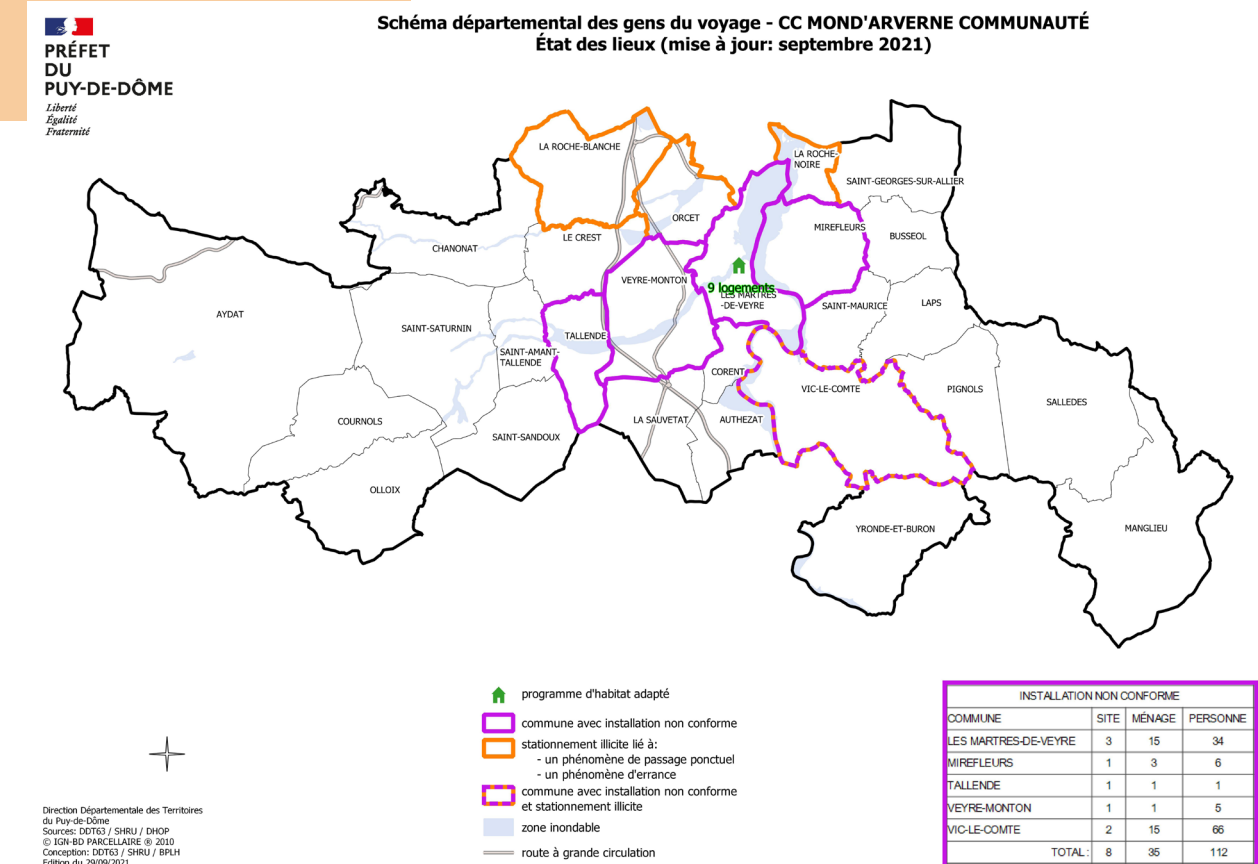 Schéma départemental des gens du voyage - CC MOND'ARVERNE COMMUNAUTÉ
État des lieux (mise à jour: septembre 2021)
PRÉFET
DU
PUY-DE-DÔME
Liberté
Égalité
Fraternité
LA ROCHE-BLANCHE
LA ROCHE-
NOIRE
SAINT-GEORGES-SUR-ALLIER
ORCET
MIREFLEURS
BUSSEOL
LE CREST
CHANONAT
VEYRE-MONTON
9 logements
LES MARTRES
-DE-VEYRE
SAINT-MAURICE
LAPS
AYDAT
SAINT-SATURNIN
TALLENDE
SAINT-AMANT-
TALLENDE
CORENT
VIC-LE-COMTE
PIGNOLS
SALLEDES
COURNOLS
LA SAUVETAT
AUTHEZAT
SAINT-SANDOUX
OLLOIX
YRONDE-ET-BURON
MANGLIEU
programme d'habitat adapté
commune avec installation non conforme
stationnement illicite lié à:
- un phénomène de passage ponctuel
- un phénomène d'errance
commune avec installation non conforme
et stationnement illicite
zone inondable
route à grande circulation
INSTALLATION NON CONFORME
COMMUNE SITE MÉNAGE PERSONNE
LES MARTRES-DE-VEYRE 3 15 34
MIREFLEURS 1 3 6
TALLENDE 1 1 1
VEYRE-MONTON 1 1 5
VIC-LE-COMTE 2 15 66
TOTAL : 8 35 112
Direction Départementale des Territoires
du Puy-de-Dôme
Sources: DDT63 / SHRU / DHOP
© IGN-BD PARCELLAIRE ® 2010
Conception: DDT63 / SHRU / BPLH
Edition du 29/09/2021